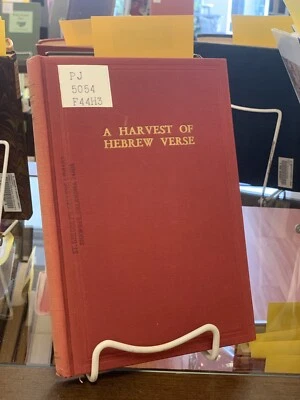 PJ
5054
F44H3
A HARVEST OF
HEBREW VERSE